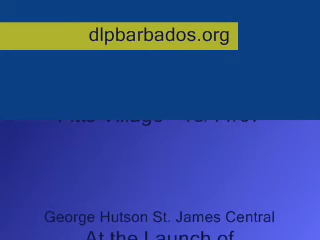 dlpbarbados.org
George Hutson St. James Central
At the Launch of